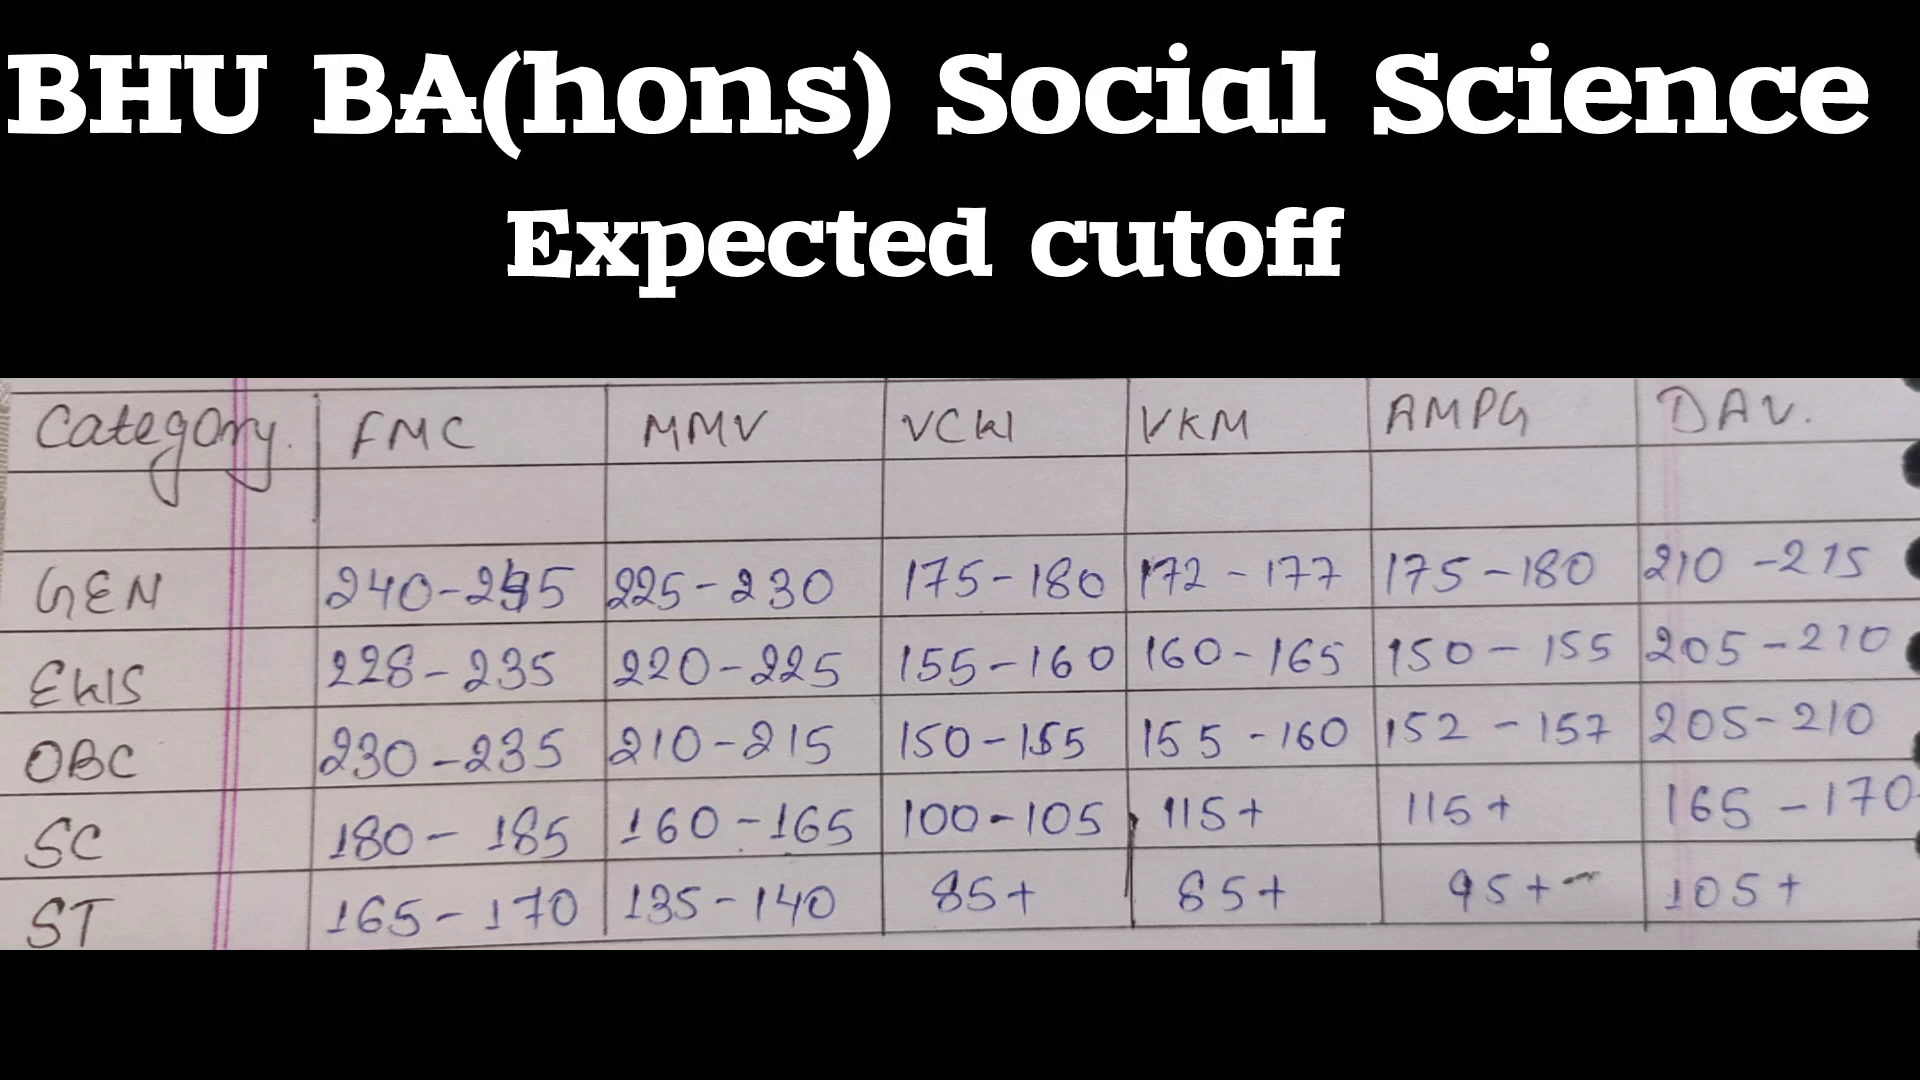 BHU BA(hons) Social Science
Expected cutoff
Category. FMC MMV VCW VKM AMPG DAV.
GEN 240-245 225-230 175-180 172-177 175-180 210-215
EWS 228-235 220-225 155-160 160-165 150-155 205-210
OBC 230-235 210-215 150-155 155-160 152-157 205-210
SC 180-185 160-165 100-105 115+ 115+ 165-170
ST 165-170 135-140 85+ 85+ 95+ 105+